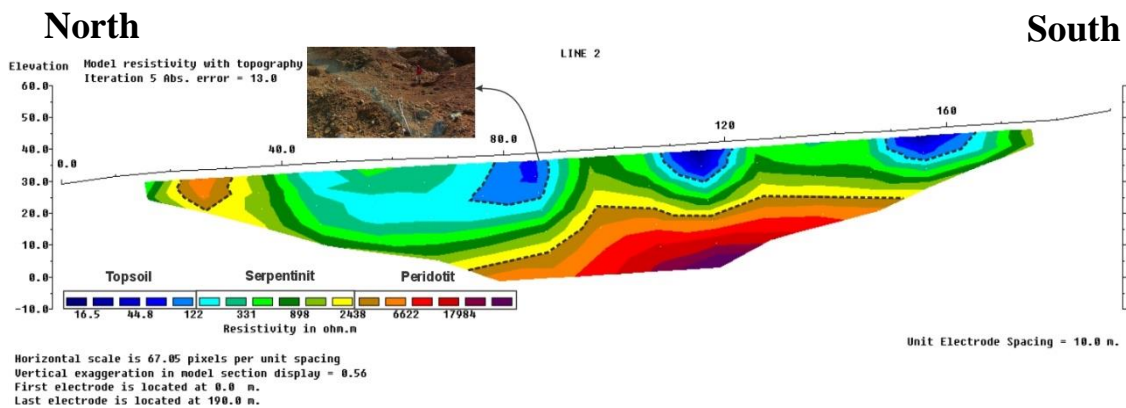 North
South
LINE 2
Elevation
Model resistivity with topography
Iteration 5 Abs. error = 13.0
60.0
50.0
40.0
30.0
20.0
10.0
0.0
-10.0
0.0
40.0
80.0
120
160
Topsoil Serpentinit Peridotit
16.5 44.8 122 331 898 2438 6622 17984
Resistivity in ohm.m
Unit Electrode Spacing = 10.0 m.
Horizontal scale is 67.05 pixels per unit spacing
Vertical exaggeration in model section display = 0.56
First electrode is located at 0.0 m.
Last electrode is located at 190.0 m.